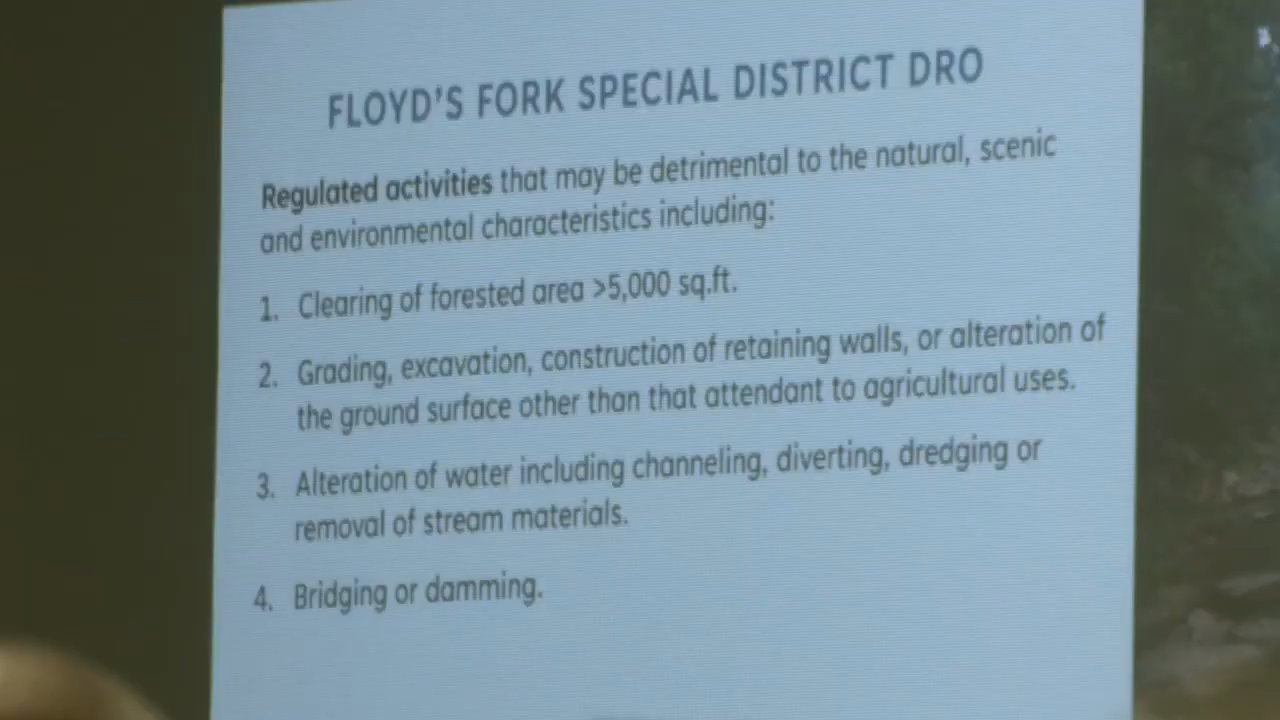 FLOYD'S FORK SPECIAL DISTRICT DRO
Regulated activities that may be detrimental to the natural, scenic
and environmental characteristics including:
1. Clearing of forested area >5,000 sq.ft.
2. Grading, excavation, construction of retaining walls, or alteration of
the ground surface other than that attendant to agricultural uses.
3. Alteration of water including channeling, diverting, dredging or
removal of stream materials.
4. Bridging or damming.